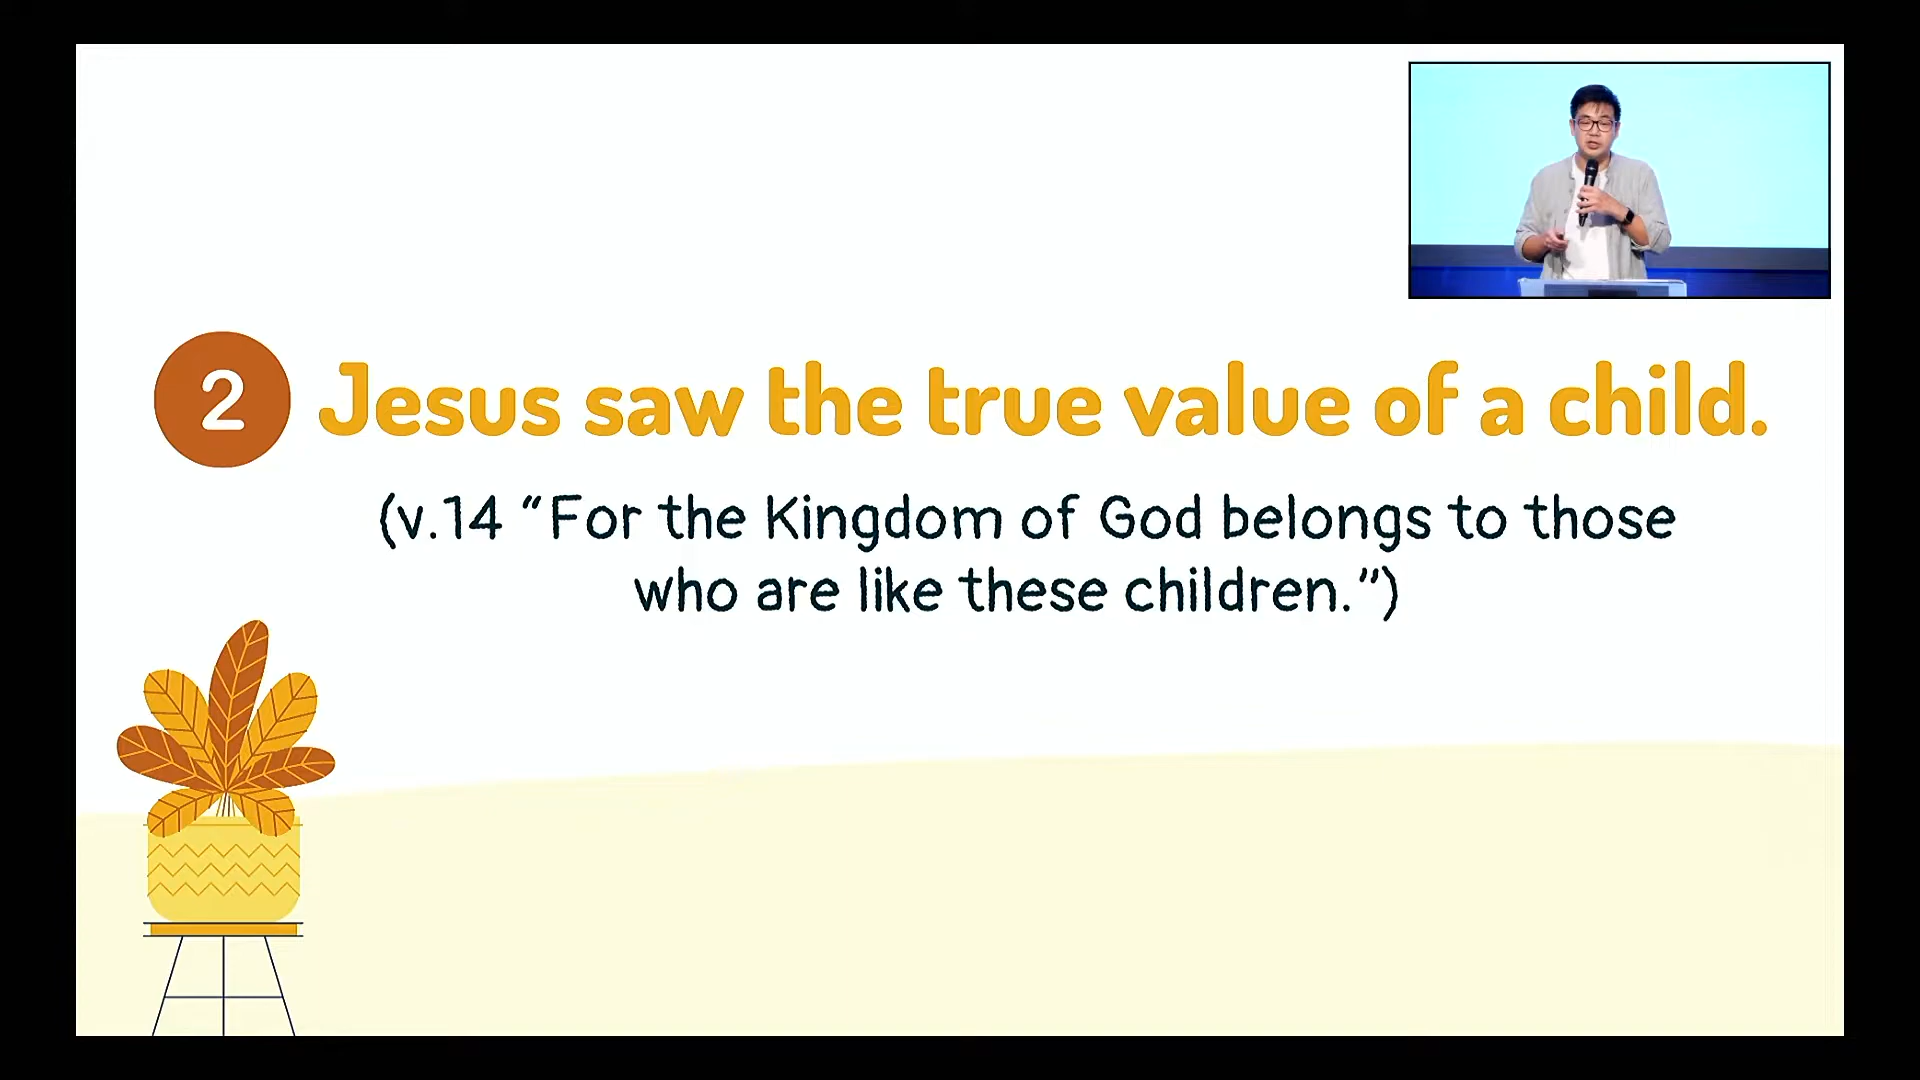 2 Jesus saw the true value of a child.
(v.14 “For the Kingdom of God belongs to those
who are like these children.”)